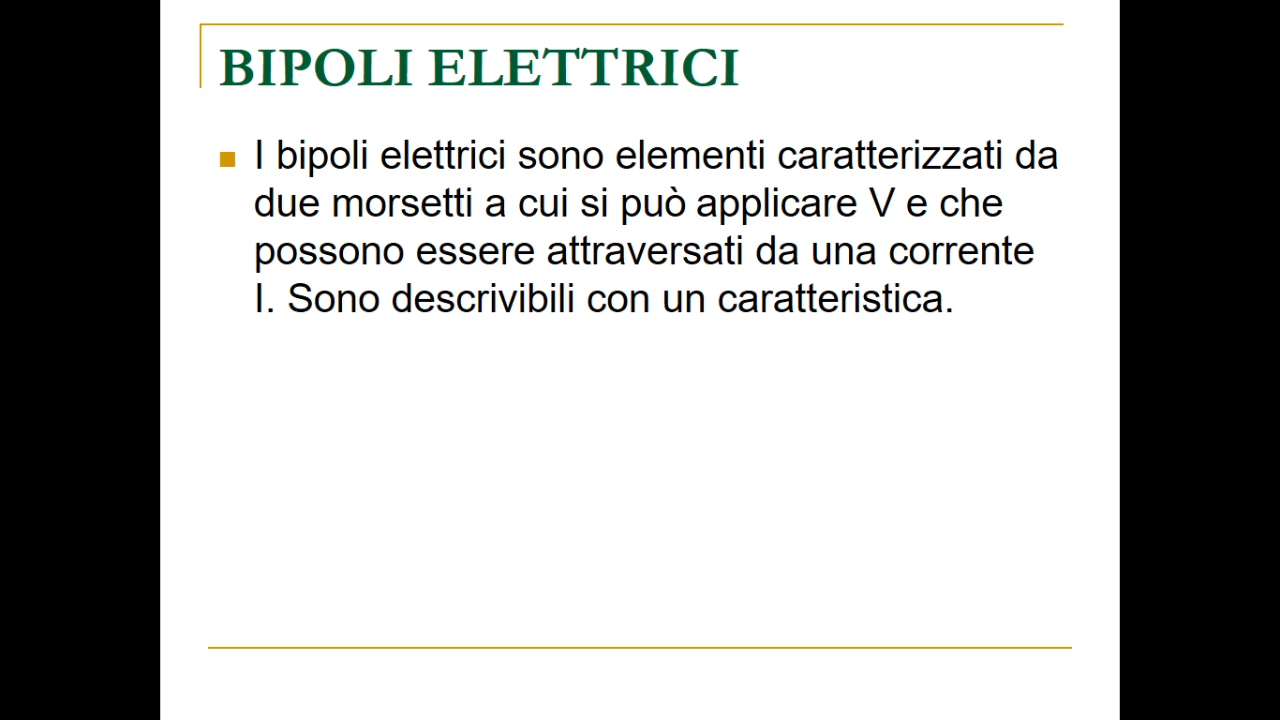 BIPOLI ELETTRICI
I bipoli elettrici sono elementi caratterizzati da
due morsetti a cui si può applicare V e che
possono essere attraversati da una corrente
I. Sono descrivibili con un caratteristica.